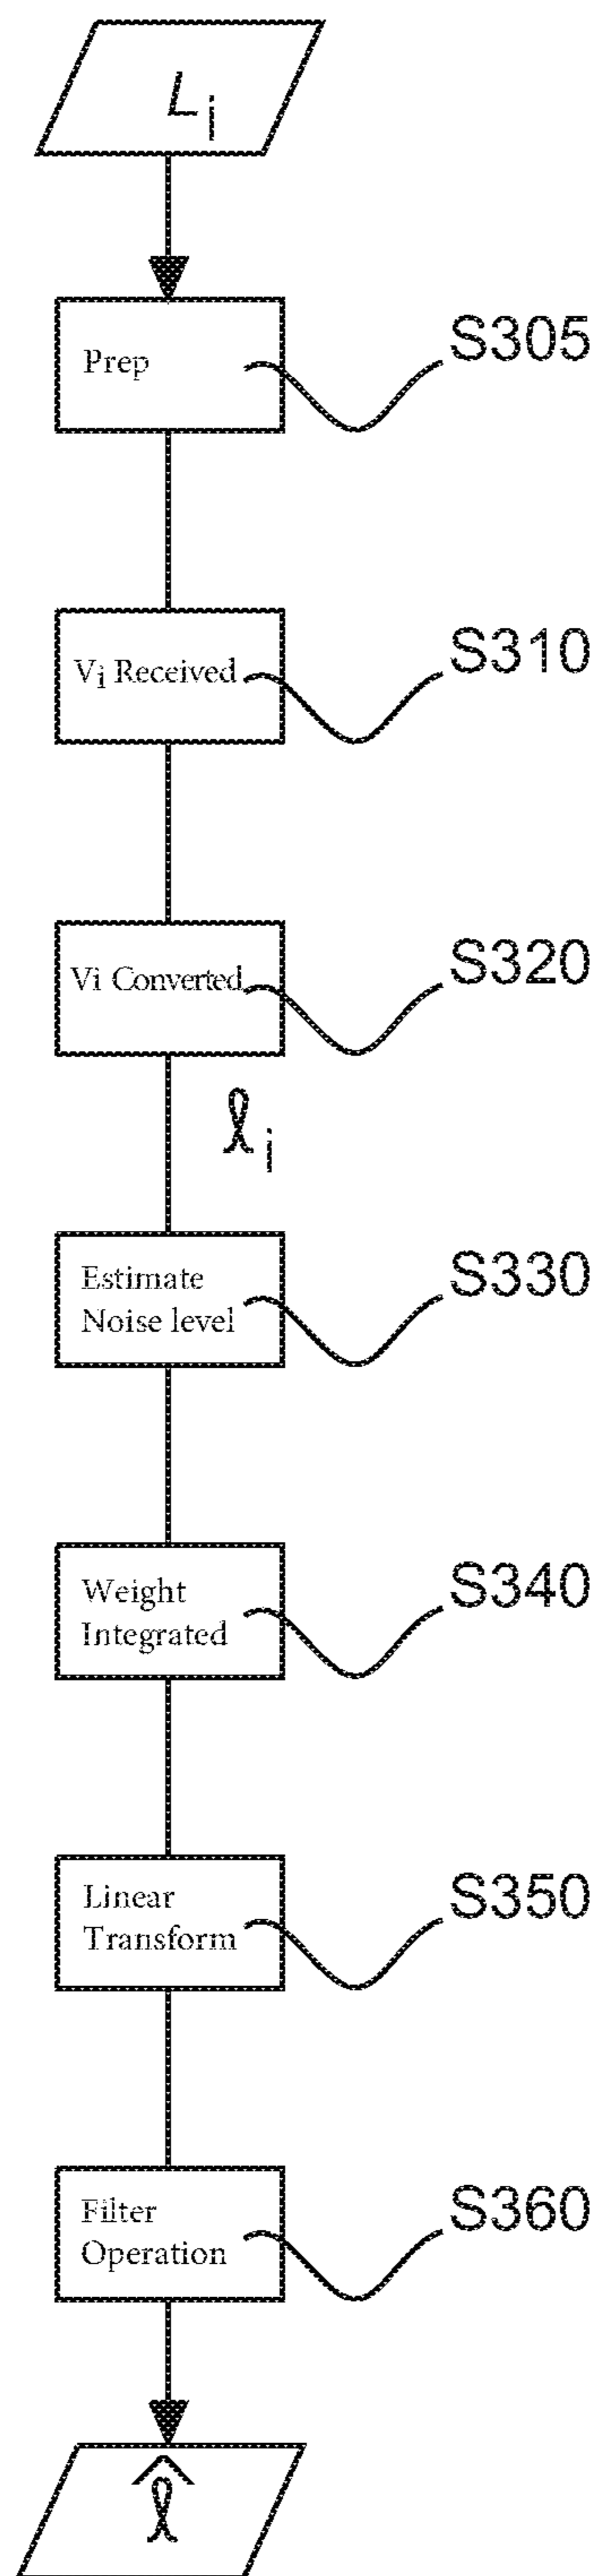 Lᵢ
Prep
S305
Vᵢ Received
S310
Vi Converted
S320
ℓᵢ
Estimate
Noise level
S330
Weight
Integrated
S340
Linear
Transform
S350
Filter
Operation
S360
ℓ̂